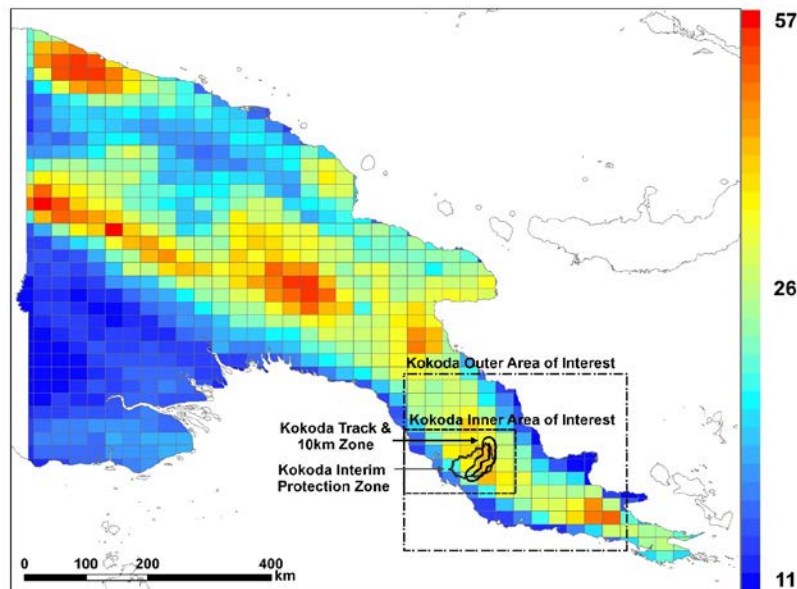 57
26
Kokoda Outer Area of Interest
Kokoda Inner Area of Interest
Kokoda Track &
10km Zone
Kokoda Interim
Protection Zone
0 100 200 400
km
11